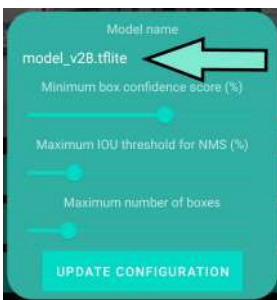 Model name
model_v28.tflite
Minimum box confidence score (%)
Maximum IOU threshold for NMS (%)
Maximum number of boxes
UPDATE CONFIGURATION